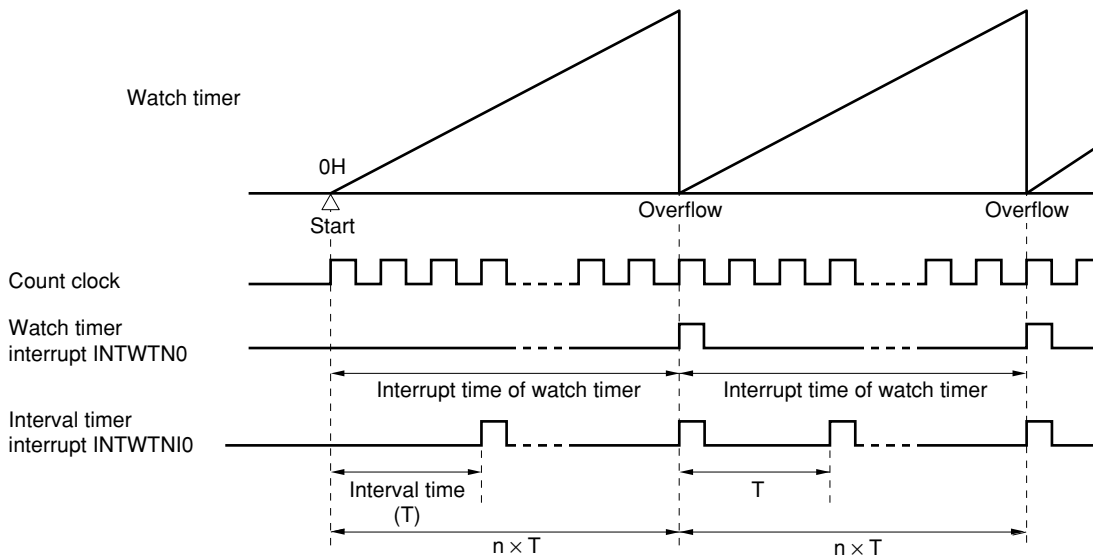 Watch timer
0H
Start
Overflow
Overflow
Count clock
Watch timer
interrupt INTWTN0
Interrupt time of watch timer
Interrupt time of watch timer
Interval timer
interrupt INTWTNI0
Interval time
(T)
T
n × T
n × T